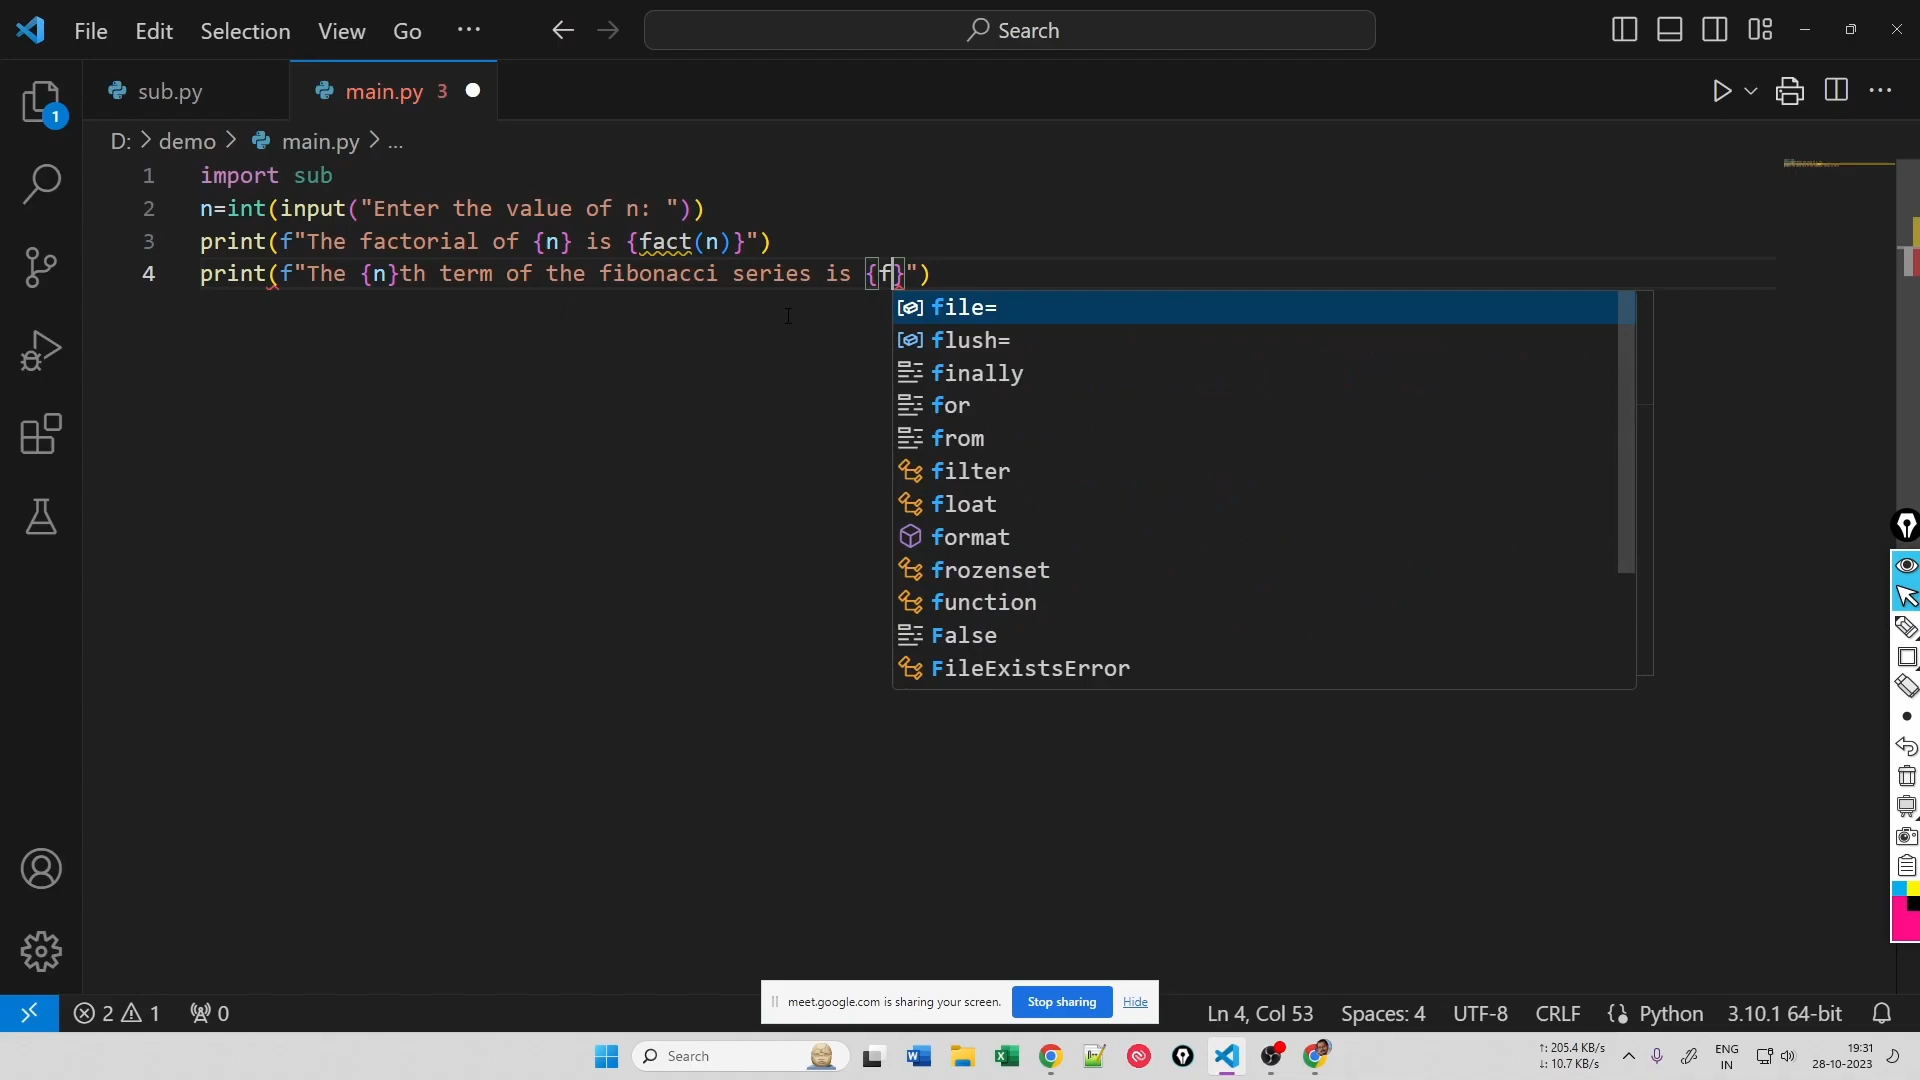 File Edit Selection View Go ... Search
sub.py main.py 3
1
D: > demo > main.py > ...
1 import sub
2 n=int(input("Enter the value of n: "))
3 print(f"The factorial of {n} is {fact(n)}")
4 print(f"The {n}th term of the fibonacci series is {f}")
file=
flush=
finally
for
from
filter
float
format
frozenset
function
False
FileExistsError
meet.google.com is sharing your screen. Stop sharing Hide
2 1 0 Ln 4, Col 53 Spaces: 4 UTF-8 CRLF Python 3.10.1 64-bit
Search
↑: 205.4 KB/s
↓: 10.7 KB/s
ENG
IN
19:31
28-10-2023